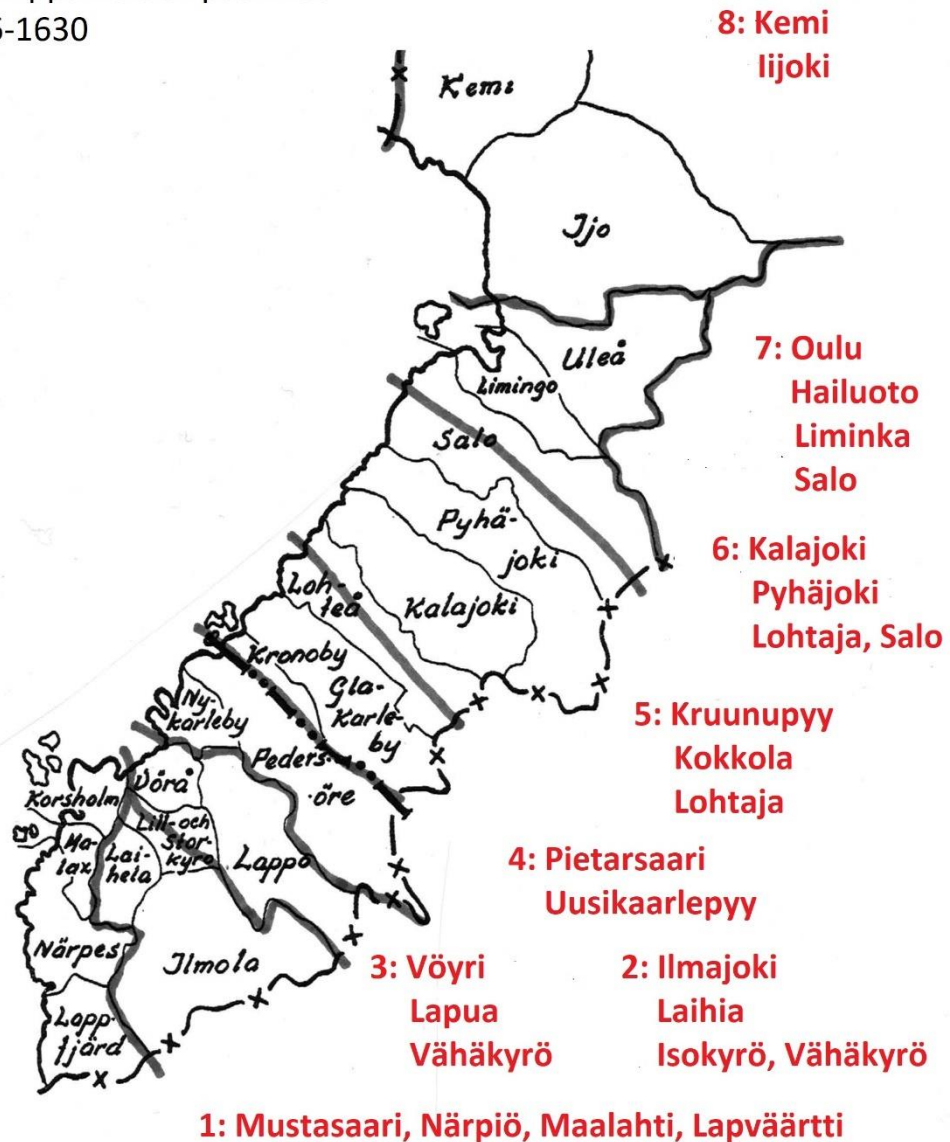 6-1630
8: Kemi
Iijoki
Kemi
Ijo
Uleå
Limingo
7: Oulu
Hailuoto
Liminka
Salo
Salo
Pyhä-
joki
6: Kalajoki
Pyhäjoki
Lohtaja, Salo
Loh-
teå
Kalajoki
Kronoby
Gla-
Karle-
by
5: Kruunupyy
Kokkola
Lohtaja
Ny-
karleby
Peders-
öre
4: Pietarsaari
Uusikaarlepyy
Korsholm
Vörå
Lill- och
Stor-
kyro
Ma-
lax
Lai-
hela
Lappo
Närpes
Ilmola
Lapp-
fjärd
3: Vöyri
Lapua
Vähäkyrö
2: Ilmajoki
Laihia
Isokyrö, Vähäkyrö
1: Mustasaari, Närpiö, Maalahti, Lapväärtti